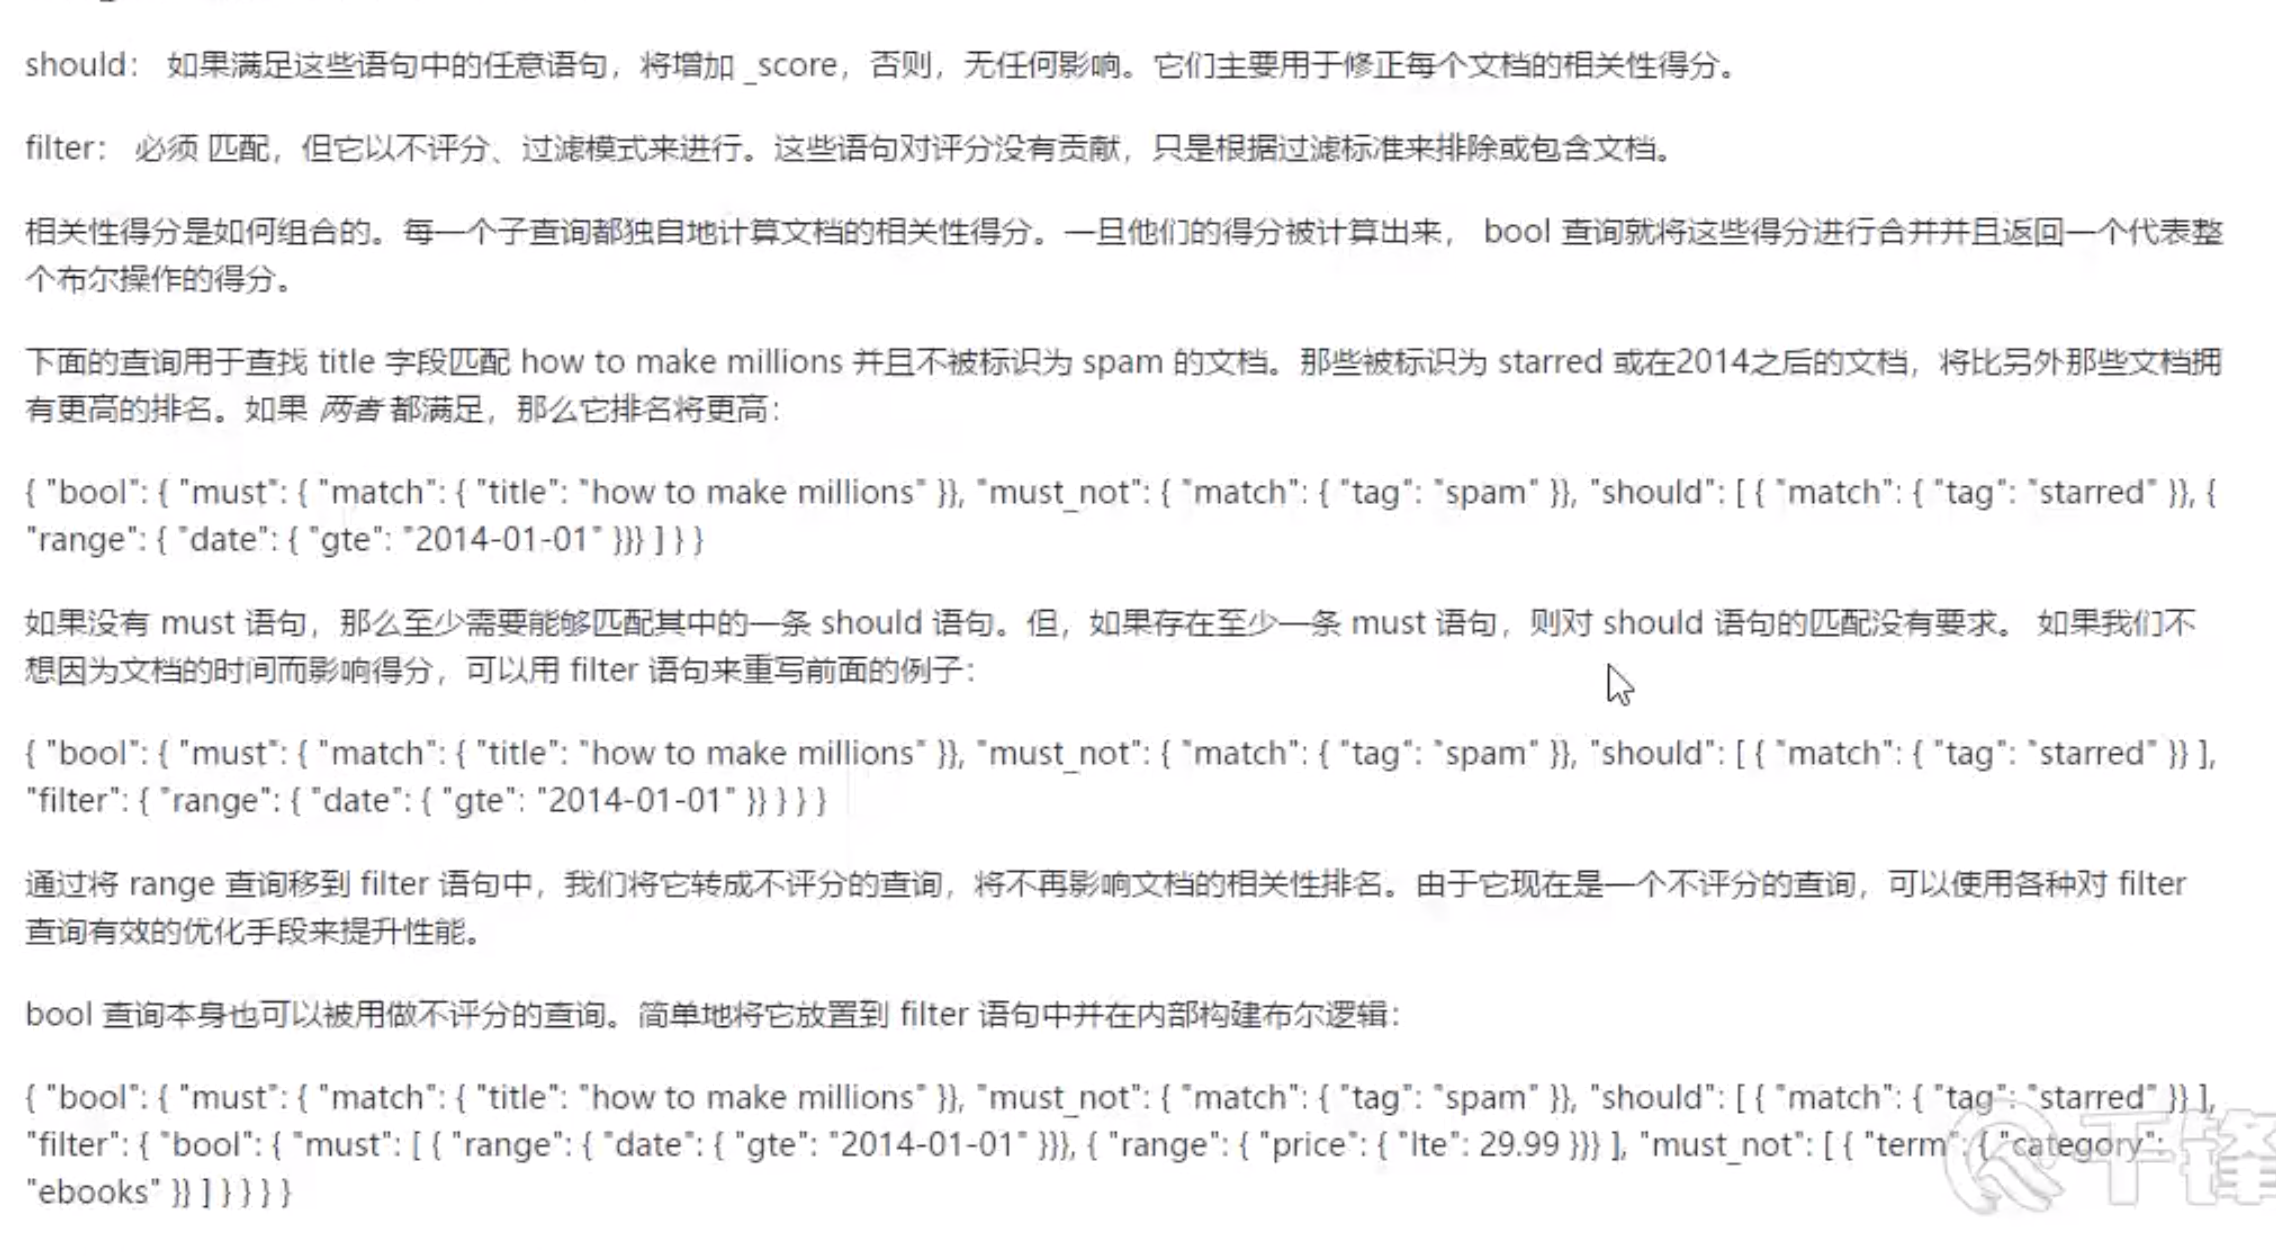 should： 如果满足这些语句中的任意语句，将增加 _score，否则，无任何影响。它们主要用于修正每个文档的相关性得分。
filter： 必须 匹配，但它以不评分、过滤模式来进行。这些语句对评分没有贡献，只是根据过滤标准来排除或包含文档。
相关性得分是如何组合的。每一个子查询都独自地计算文档的相关性得分。一旦他们的得分被计算出来， bool 查询就将这些得分进行合并并且返回一个代表整
个布尔操作的得分。
下面的查询用于查找 title 字段匹配 how to make millions 并且不被标识为 spam 的文档。那些被标识为 starred 或在2014之后的文档，将比另外那些文档拥
有更高的排名。如果 两者 都满足，那么它排名将更高：
{ "bool": { "must": { "match": { "title": "how to make millions" }}, "must_not": { "match": { "tag": "spam" }}, "should": [ { "match": { "tag": "starred" }}, {
"range": { "date": { "gte": "2014-01-01" }}} ] } }
如果没有 must 语句，那么至少需要能够匹配其中的一条 should 语句。但，如果存在至少一条 must 语句，则对 should 语句的匹配没有要求。 如果我们不
想因为文档的时间而影响得分，可以用 filter 语句来重写前面的例子：
{ "bool": { "must": { "match": { "title": "how to make millions" }}, "must_not": { "match": { "tag": "spam" }}, "should": [ { "match": { "tag": "starred" }} ],
"filter": { "range": { "date": { "gte": "2014-01-01" }} } } }
通过将 range 查询移到 filter 语句中，我们将它转成不评分的查询，将不再影响文档的相关性排名。由于它现在是一个不评分的查询，可以使用各种对 filter
查询有效的优化手段来提升性能。
bool 查询本身也可以被用做不评分的查询。简单地将它放置到 filter 语句中并在内部构建布尔逻辑：
{ "bool": { "must": { "match": { "title": "how to make millions" }}, "must_not": { "match": { "tag": "spam" }}, "should": [ { "match": { "tag": "starred" }} ],
"filter": { "bool": { "must": [ { "range": { "date": { "gte": "2014-01-01" }}}, { "range": { "price": { "lte": 29.99 }}} ], "must_not": [ { "term": { "category":
"ebooks" }} ] } } } }
千锋